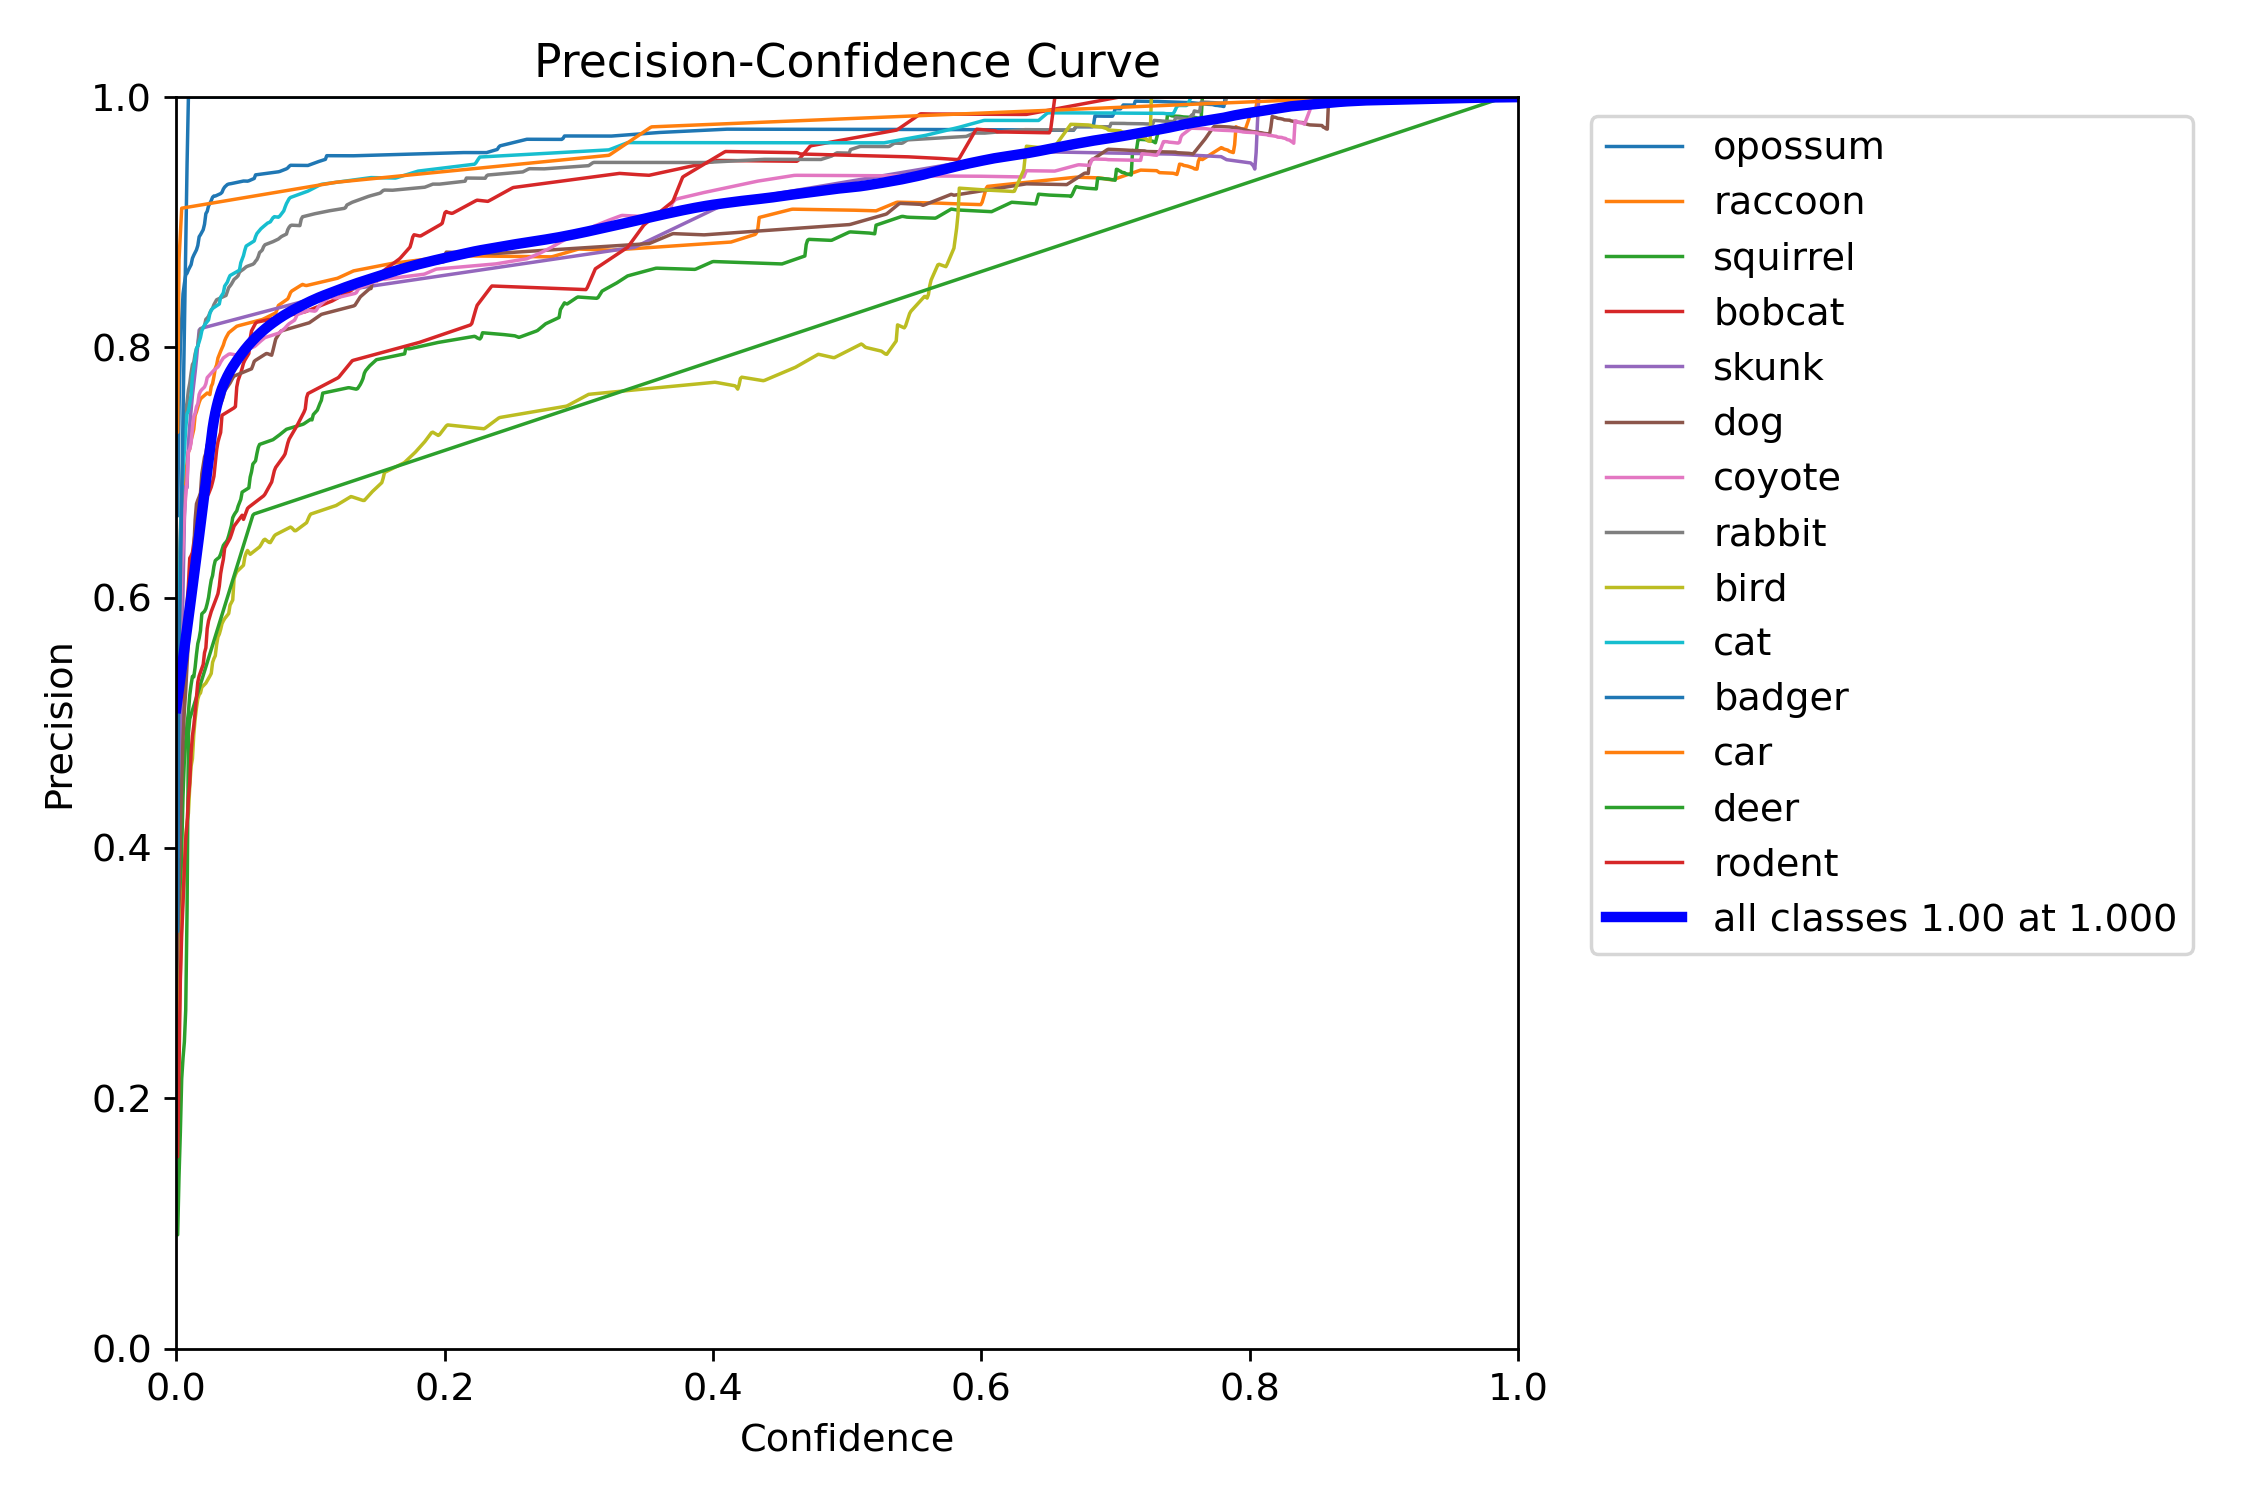 Precision-Confidence Curve
1.0
0.8
0.6
0.4
0.2
0.0
Precision
0.0 0.2 0.4 0.6 0.8 1.0
Confidence
opossum
raccoon
squirrel
bobcat
skunk
dog
coyote
rabbit
bird
cat
badger
car
deer
rodent
all classes 1.00 at 1.000